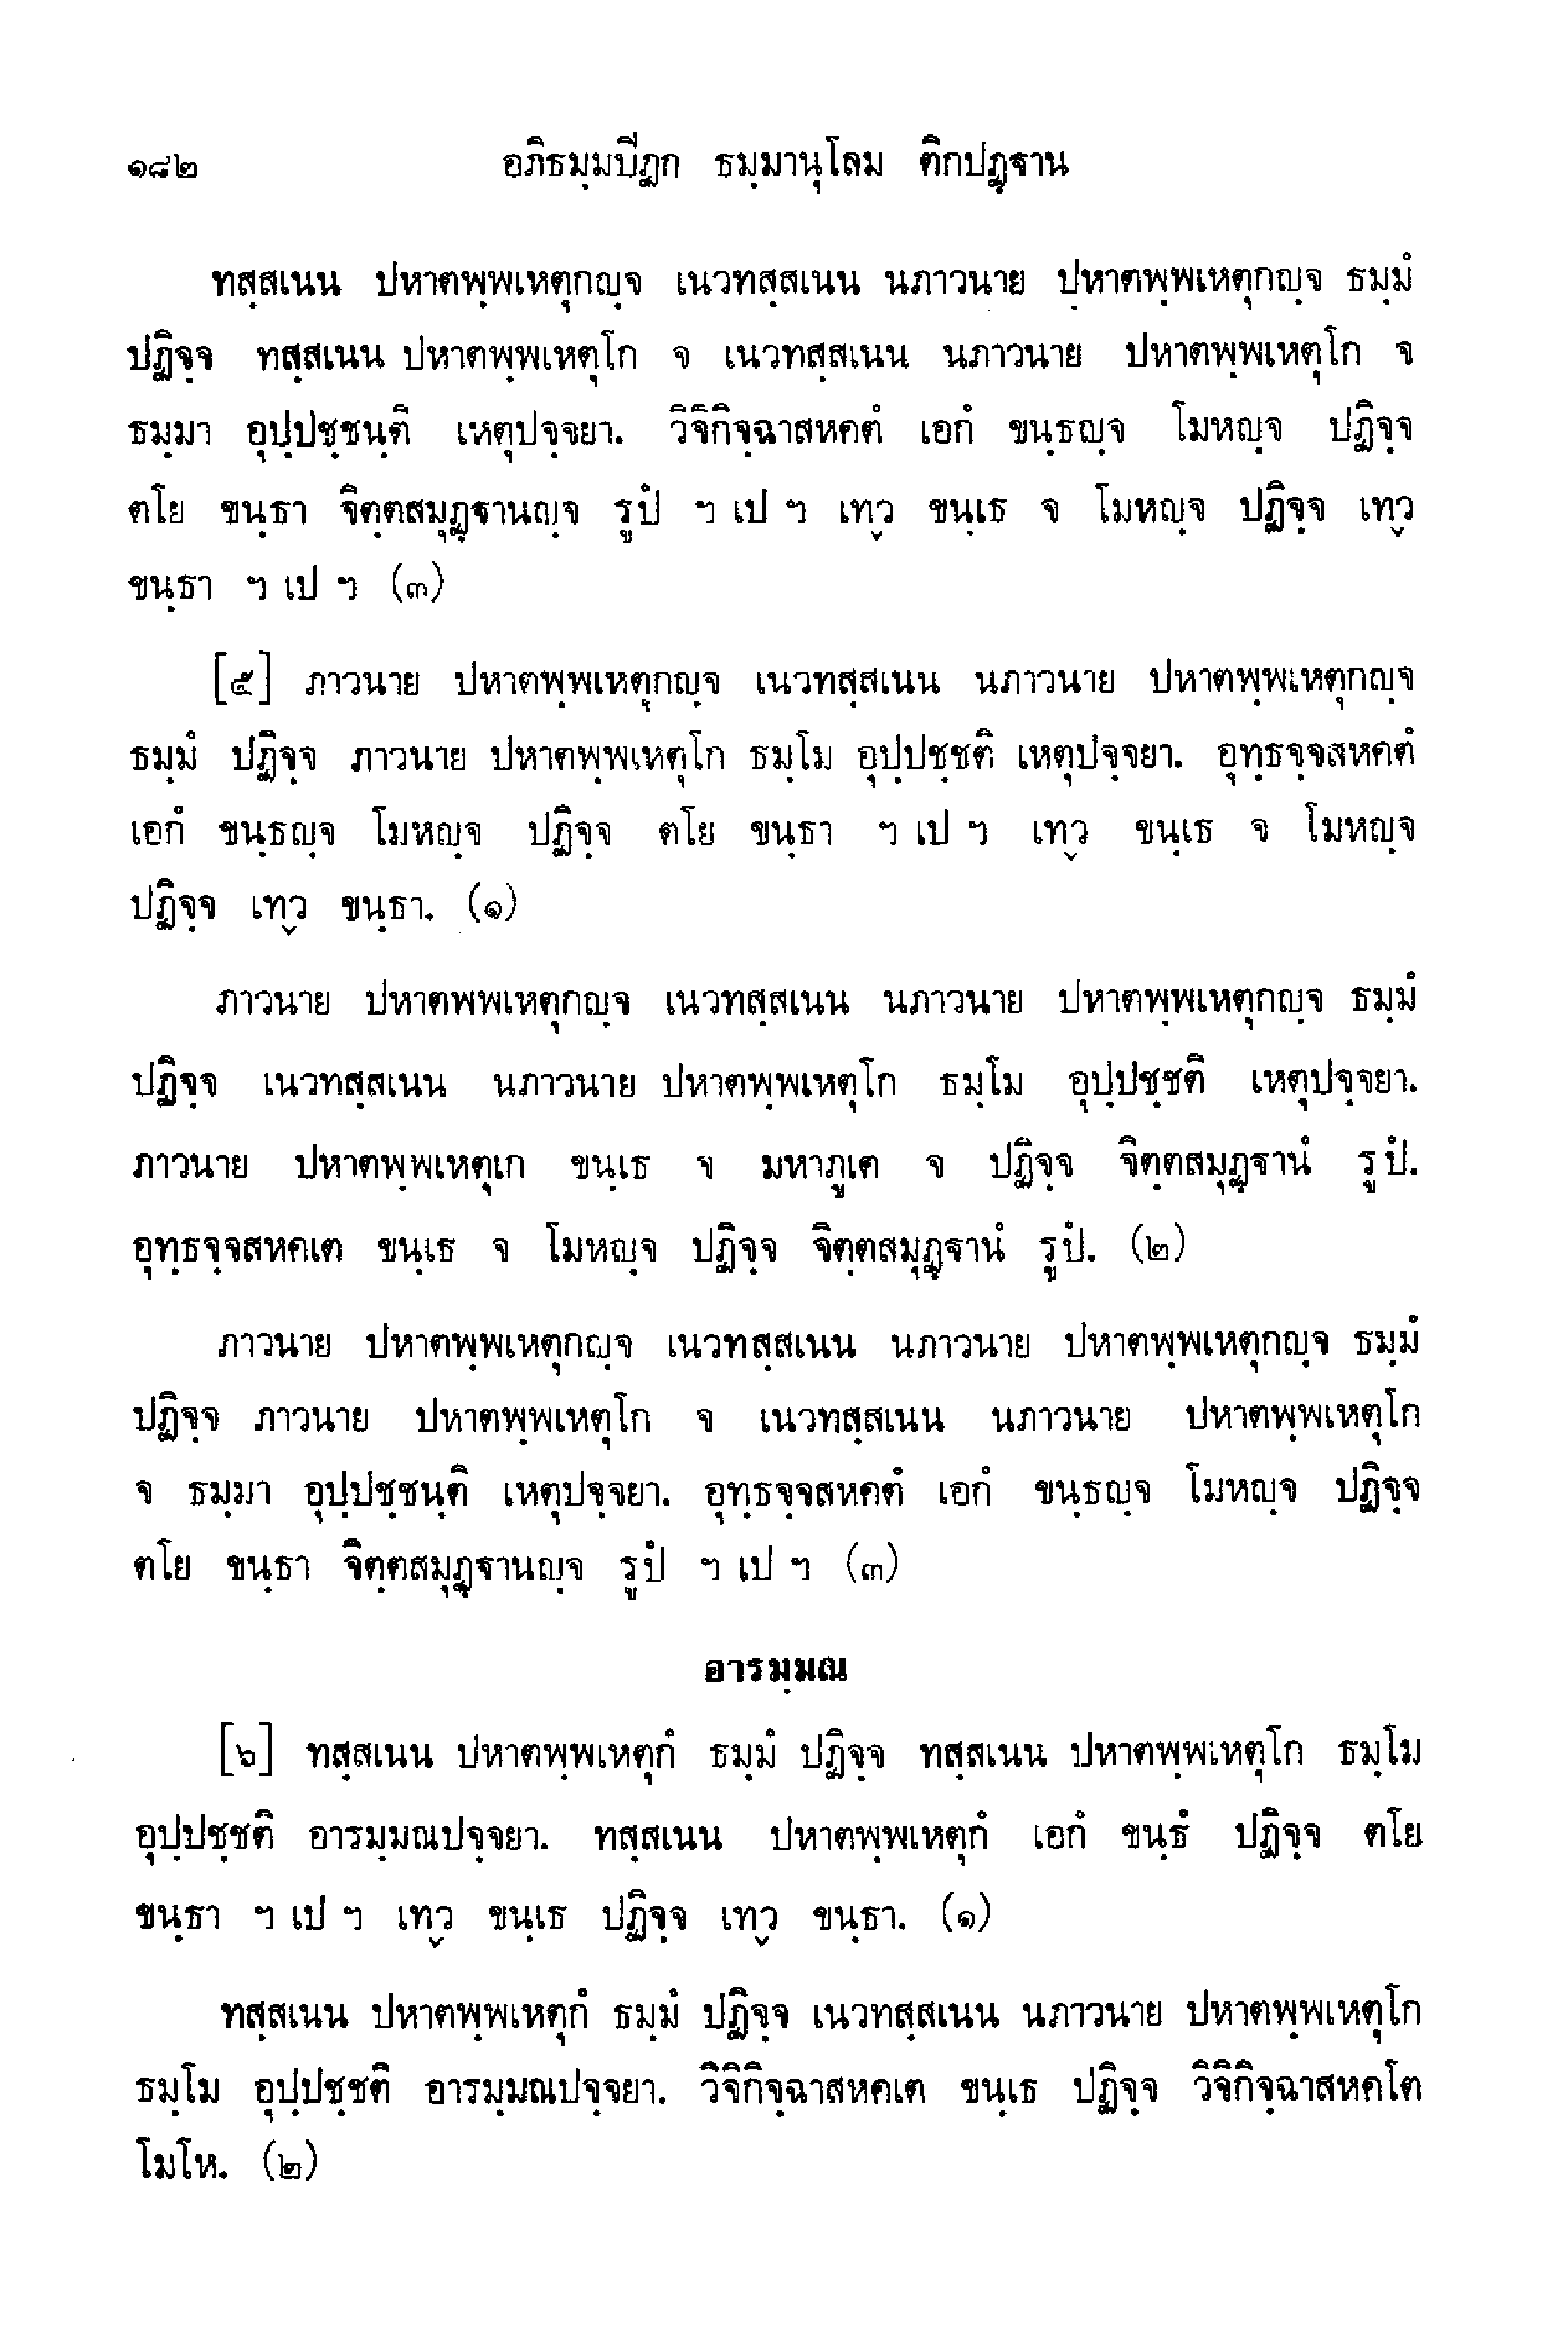 ๑๘๒ อภิธมฺมปีฏก ธมฺมานุโลม ติกปฏฺฐาน
ทสฺสเนน ปหาตพฺพเหตุกญฺจ เนวทสฺสเนน นภาวนาย ปหาตพฺพเหตุกญฺจ ธมฺมํ
ปฏิจฺจ ทสฺสเนน ปหาตพฺพเหตุโก จ เนวทสฺสเนน นภาวนาย ปหาตพฺพเหตุโก จ
ธมฺมา อุปฺปชฺชนฺติ เหตุปจฺจยา. วิจิกิจฺฉาสหคตํ เอกํ ขนฺธญฺจ โมหญฺจ ปฏิจฺจ
ตโย ขนฺธา จิตฺตสมุฏฺฐานญฺจ รูปํ ฯ เป ฯ เทฺว ขนฺเธ จ โมหญฺจ ปฏิจฺจ เทฺว
ขนฺธา ฯ เป ฯ (๓)
[๕] ภาวนาย ปหาตพฺพเหตุกญฺจ เนวทสฺสเนน นภาวนาย ปหาตพฺพเหตุกญฺจ
ธมฺมํ ปฏิจฺจ ภาวนาย ปหาตพฺพเหตุโก ธมฺโม อุปฺปชฺชติ เหตุปจฺจยา. อุทฺธจฺจสหคตํ
เอกํ ขนฺธญฺจ โมหญฺจ ปฏิจฺจ ตโย ขนฺธา ฯ เป ฯ เทฺว ขนฺเธ จ โมหญฺจ
ปฏิจฺจ เทฺว ขนฺธา. (๑)
ภาวนาย ปหาตพพเหตุกญฺจ เนวทสฺสเนน นภาวนาย ปหาตพฺพเหตุกญฺจ ธมฺมํ
ปฏิจฺจ เนวทสฺสเนน นภาวนาย ปหาตพฺพเหตุโก ธมฺโม อุปฺปชฺชติ เหตุปจฺจยา.
ภาวนาย ปหาตพฺพเหตุเก ขนฺเธ จ มหาภูเต จ ปฏิจฺจ จิตฺตสมุฏฺฐานํ รูปํ.
อุทฺธจฺจสหคเต ขนฺเธ จ โมหญฺจ ปฏิจฺจ จิตฺตสมุฏฺฐานํ รูปํ. (๒)
ภาวนาย ปหาตพฺพเหตุกญฺจ เนวทสฺสเนน นภาวนาย ปหาตพฺพเหตุกญฺจ ธมฺมํ
ปฏิจฺจ ภาวนาย ปหาตพฺพเหตุโก จ เนวทสฺสเนน นภาวนาย ปหาตพฺพเหตุโก
จ ธมฺมา อุปฺปชฺชนฺติ เหตุปจฺจยา. อุทฺธจฺจสหคตํ เอกํ ขนฺธญฺจ โมหญฺจ ปฏิจฺจ
ตโย ขนฺธา จิตฺตสมุฏฺฐานญฺจ รูปํ ฯ เป ฯ (๓)
อารมฺมณ
[๖] ทสฺสเนน ปหาตพฺพเหตุกํ ธมฺมํ ปฏิจฺจ ทสฺสเนน ปหาตพฺพเหตุโก ธมฺโม
อุปฺปชฺชติ อารมฺมณปจฺจยา. ทสฺสเนน ปหาตพฺพเหตุกํ เอกํ ขนฺธํ ปฏิจฺจ ตโย
ขนฺธา ฯ เป ฯ เทฺว ขนฺเธ ปฏิจฺจ เทฺว ขนฺธา. (๑)
ทสฺสเนน ปหาตพฺพเหตุกํ ธมฺมํ ปฏิจฺจ เนวทสฺสเนน นภาวนาย ปหาตพฺพเหตุโก
ธมฺโม อุปฺปชฺชติ อารมฺมณปจฺจยา. วิจิกิจฺฉาสหคเต ขนฺเธ ปฏิจฺจ วิจิกิจฺฉาสหคโต
โมโห. (๒)